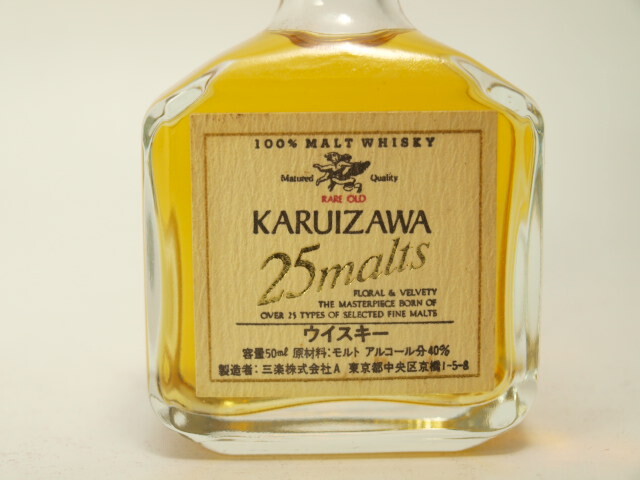 100% MALT WHISKY
Matured Quality
RARE OLD
KARUIZAWA
25malts
FLORAL & VELVETY
THE MASTERPIECE BORN OF
OVER 25 TYPES OF SELECTED FINE MALTS
ウイスキー
容量50ml 原材料:モルト アルコール分40%
製造者:三楽株式会社A 東京都中央区京橋1-5-8